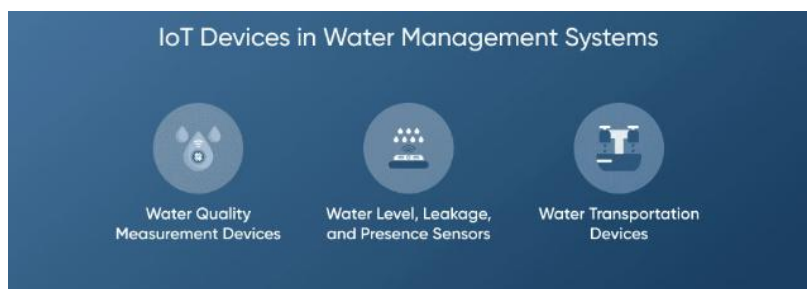 IoT Devices in Water Management Systems
Water Quality
Measurement Devices
Water Level, Leakage,
and Presence Sensors
Water Transportation
Devices